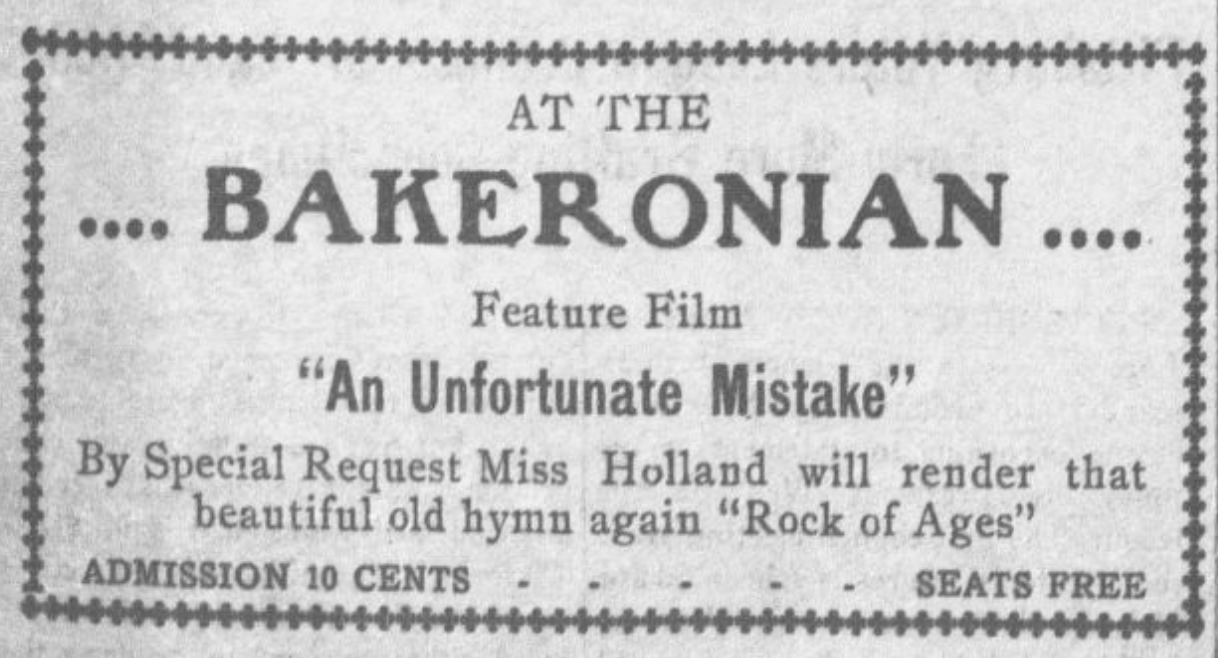 AT THE
.... BAKERONIAN ....
Feature Film
"An Unfortunate Mistake"
By Special Request Miss Holland will render that
beautiful old hymn again "Rock of Ages"
ADMISSION 10 CENTS - - - - - SEATS FREE